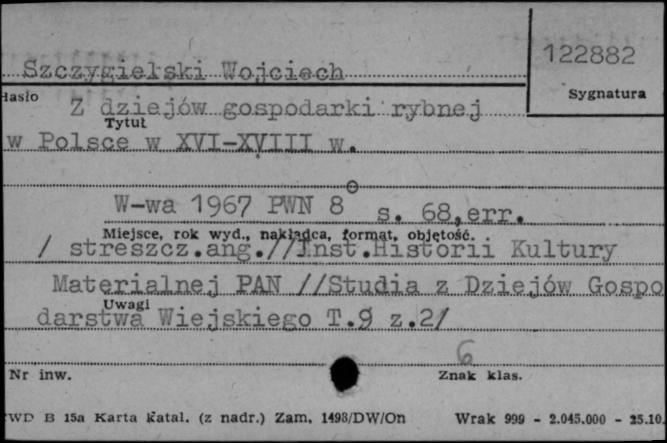 122882
Szczygielski Wojciech
Hasło
Sygnatura
Z dziejów gospodarki rybnej
Tytuł
w Polsce w XVI-XVIII w.
W-wa 1967 PWN 8° s. 68,err.
Miejsce, rok wyd., nakładca, format, objętość.
/ streszcz.ang.//Inst.Historii Kultury
Materialnej PAN //Studia z Dziejów Gospo
Uwagi
darstwa Wiejskiego T.9 z.2/
6
Nr inw.
Znak klas.
WD B 15a Karta katal. (z nadr.) Zam. 1498/DW/On Wrak 999 - 2.045.000 - 25.10.